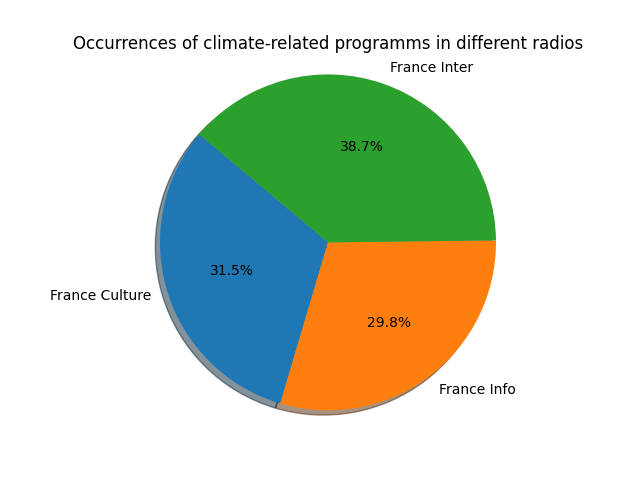 Occurrences of climate-related programms in different radios
France Inter
38.7%
31.5%
France Culture
29.8%
France Info